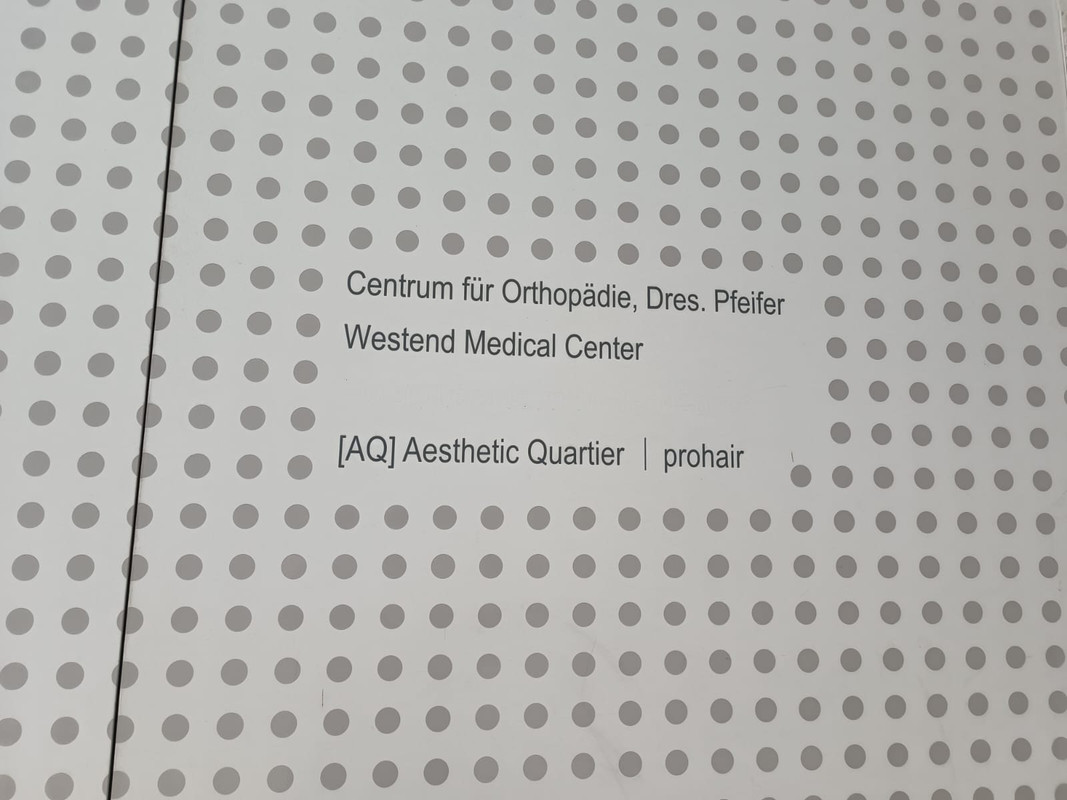 Centrum für Orthopädie, Dres. Pfeifer
Westend Medical Center
[AQ] Aesthetic Quartier | prohair